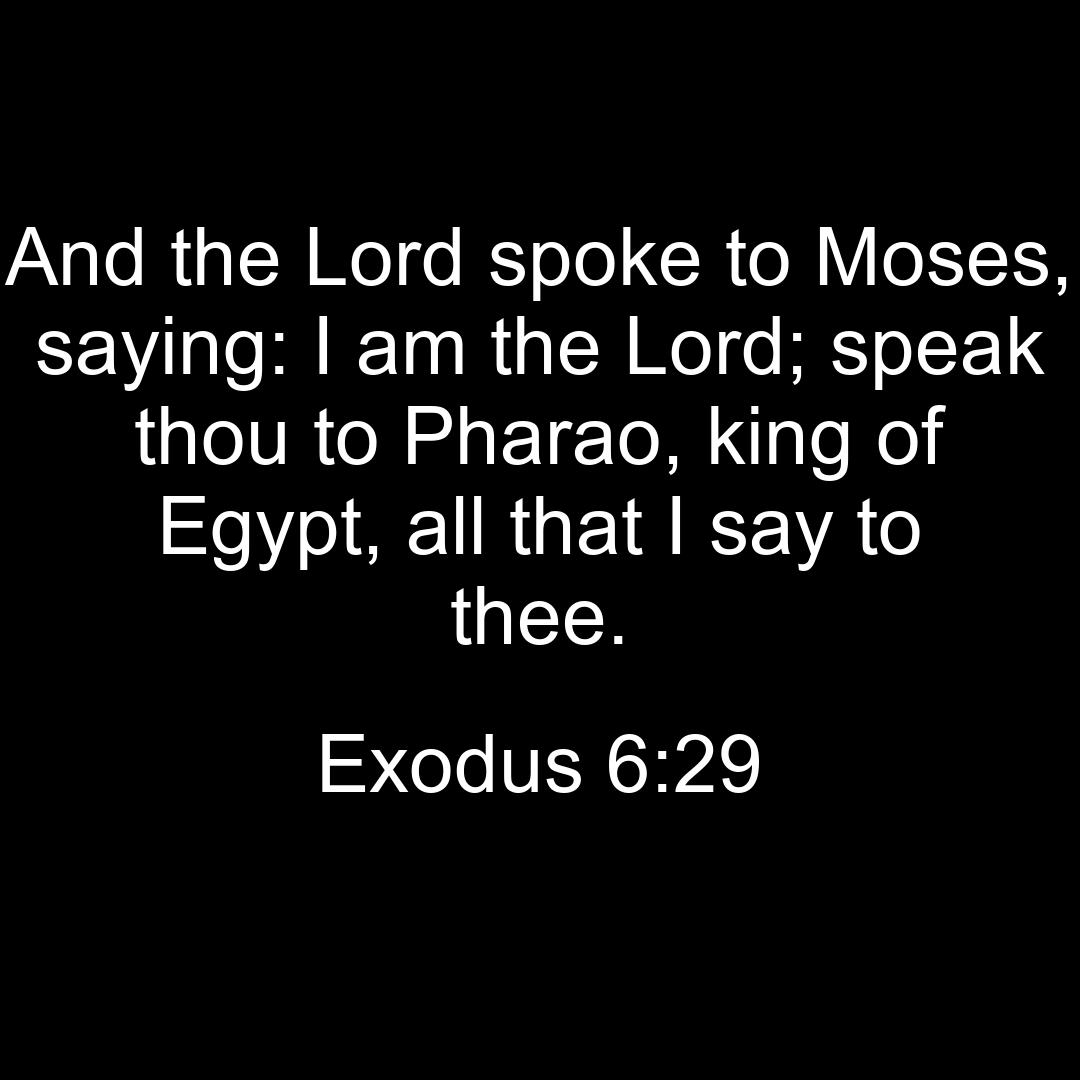 And the Lord spoke to Moses,
saying: I am the Lord; speak
thou to Pharao, king of
Egypt, all that I say to
thee.
Exodus 6:29